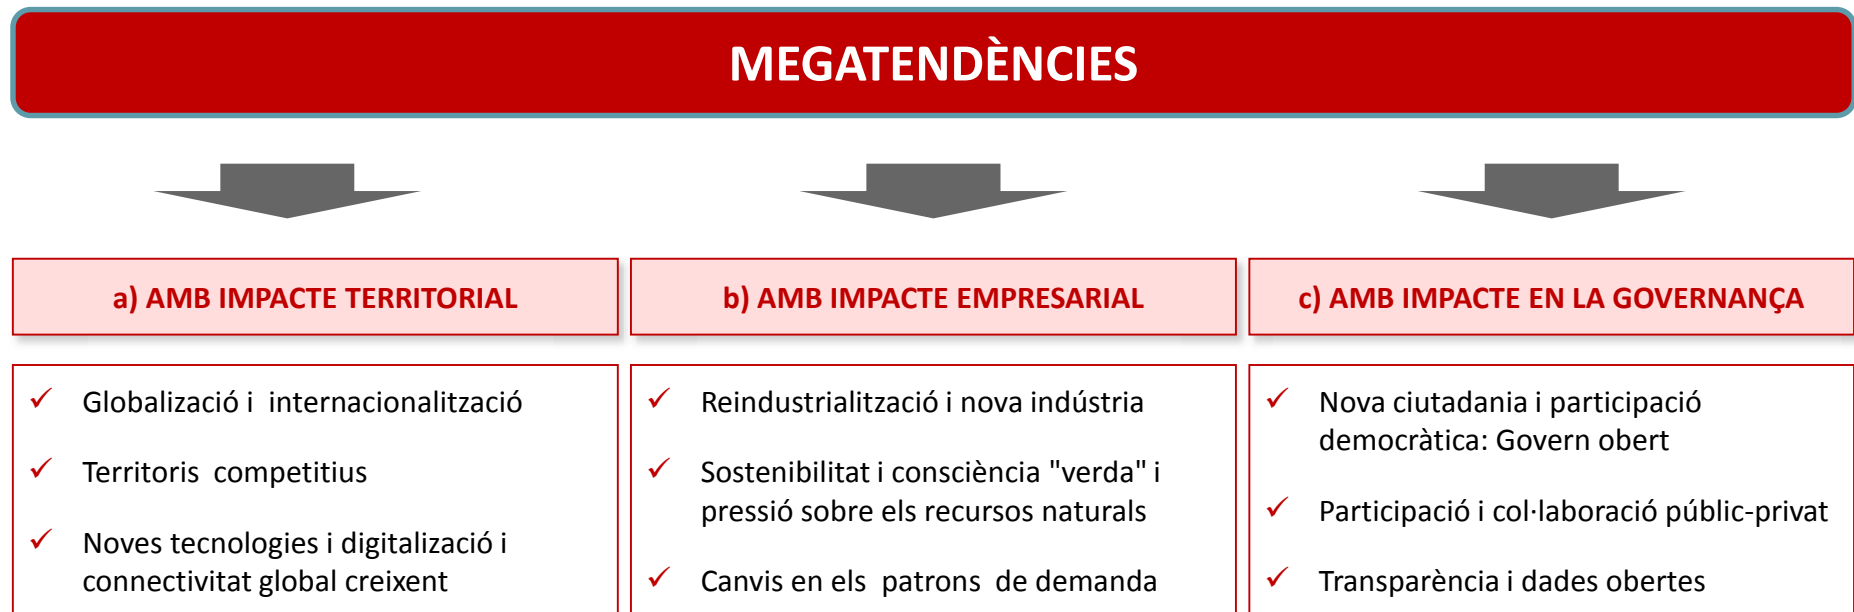 MEGATENDÈNCIES
a) AMB IMPACTE TERRITORIAL
Globalizació i internacionalització
Territoris competitius
Noves tecnologies i digitalizació i
connectivitat global creixent
b) AMB IMPACTE EMPRESARIAL
Reindustrialització i nova indústria
Sostenibilitat i consciència "verda" i
pressió sobre els recursos naturals
Canvis en els patrons de demanda
c) AMB IMPACTE EN LA GOVERNANÇA
Nova ciutadania i participació
democràtica: Govern obert
Participació i col·laboració públic-privat
Transparència i dades obertes